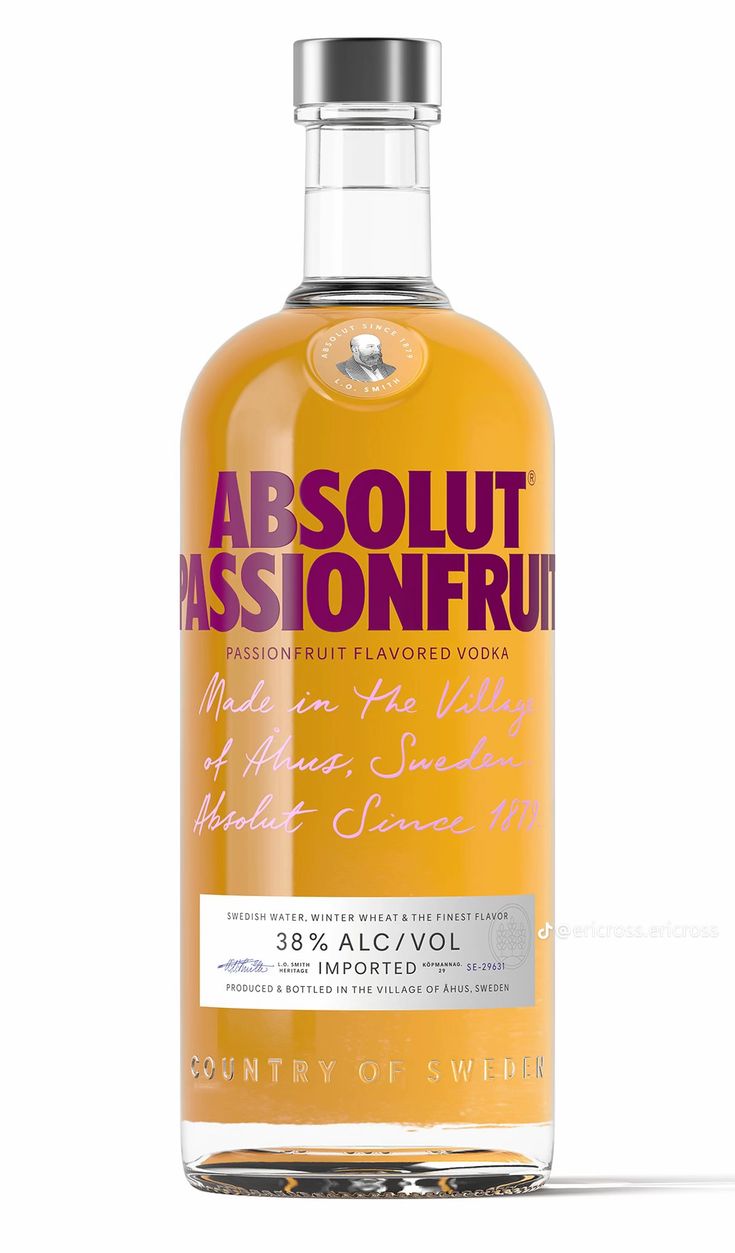 ABSOLUT SINCE 1879
L.O. SMITH
ABSOLUT®
PASSIONFRUIT
PASSIONFRUIT FLAVORED VODKA
Made in the Village
of Åhus, Sweden.
Absolut Since 1879.
SWEDISH WATER, WINTER WHEAT & THE FINEST FLAVOR
38% ALC/VOL
L.O. SMITH HERITAGE IMPORTED KÖPMANNAG. 29 SE-29631
PRODUCED & BOTTLED IN THE VILLAGE OF ÅHUS, SWEDEN
@ericross.ericross
COUNTRY OF SWEDEN